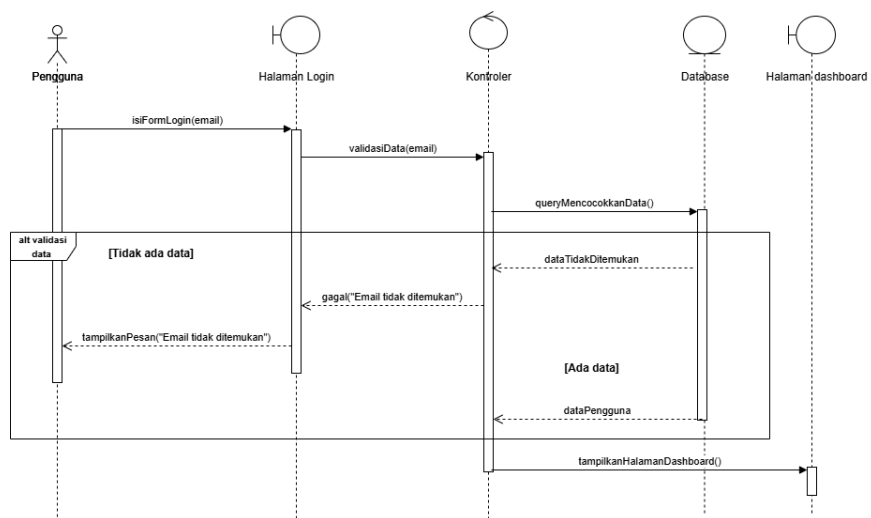 Pengguna
Halaman Login
Kontroler
Database
Halaman dashboard
isiFormLogin(email)
validasiData(email)
queryMencocokkanData()
alt validasi
data
[Tidak ada data]
dataTidakDitemukan
gagal("Email tidak ditemukan")
tampilkanPesan("Email tidak ditemukan")
[Ada data]
dataPengguna
tampilkanHalamanDashboard()